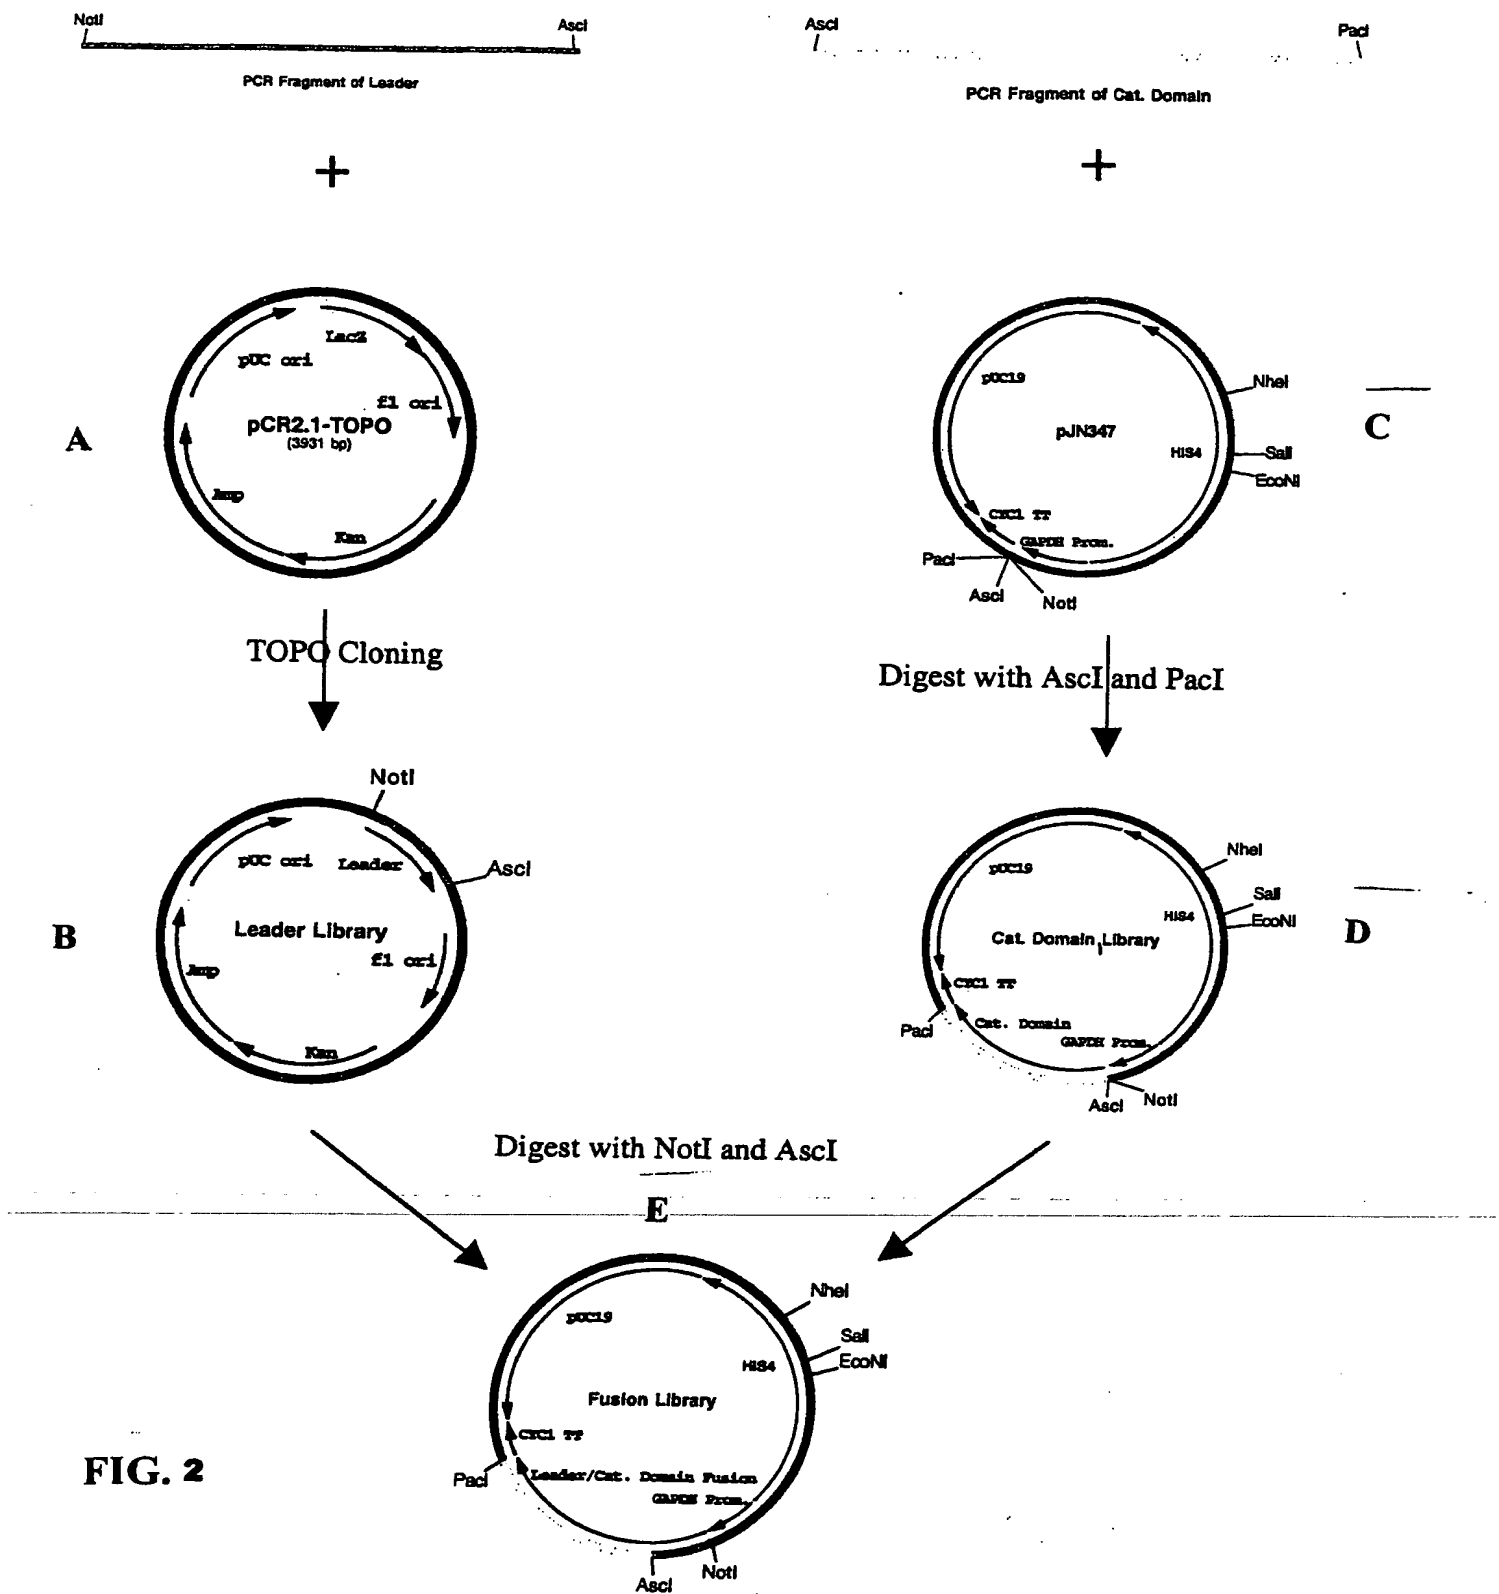 NotI
AscI
PCR Fragment of Leader
AscI
PacI
PCR Fragment of Cat. Domain
+
+
A
LacZ
pUC ori
f1 ori
pCR2.1-TOPO
(3931 bp)
Amp
Kan
C
pUC19
NheI
pJN347
HIS4
SalI
EcoNI
CYC1 TT
GAPDH Prom.
PacI
AscI
NotI
TOPO Cloning
Digest with AscI and PacI
B
NotI
pUC ori
Leader
AscI
Leader Library
f1 ori
Amp
Kan
D
NheI
pUC19
SalI
HIS4
EcoNI
Cat. Domain Library
CYC1 TT
PacI
Cat. Domain
GAPDH Prom.
AscI
NotI
Digest with NotI and AscI
E
NheI
pUC19
SalI
HIS4
EcoNI
Fusion Library
CYC1 TT
PacI
Leader/Cat. Domain Fusion
GAPDH Prom.
NotI
AscI
FIG. 2